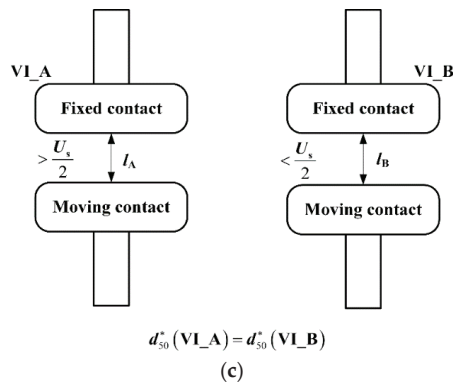 VI_A VI_B
Fixed contact Fixed contact
> U_s/2 l_A < U_s/2 l_B
Moving contact Moving contact
d*_50 (VI_A) = d*_50 (VI_B)
(c)